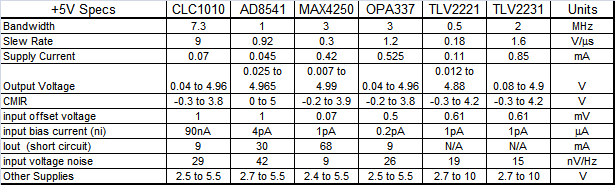 +5V Specs CLC1010 AD8541 MAX4250 OPA337 TLV2221 TLV2231 Units
Bandwidth 7.3 1 3 3 0.5 2 MHz
Slew Rate 9 0.92 0.3 1.2 0.18 1.6 V/µs
Supply Current 0.07 0.045 0.42 0.525 0.11 0.85 mA
0.025 to 0.007 to 0.012 to
Output Voltage 0.04 to 4.96 4.965 4.99 0.04 to 4.96 4.88 0.08 to 4.9 V
CMIR -0.3 to 3.8 0 to 5 -0.2 to 3.9 -0.2 to 3.8 -0.3 to 4.2 -0.3 to 4.2 V
input offset voltage 1 1 0.07 0.5 0.61 0.61 mV
input bias current (ni) 90nA 4pA 1pA 0.2pA 1pA 1pA µA
Iout (short circuit) 9 30 68 9 N/A N/A mA
input voltage noise 29 42 9 26 19 15 nV/Hz
Other Supplies 2.5 to 5.5 2.7 to 5.5 2.4 to 5.5 2.5 to 5.5 2.7 to 10 2.7 to 10 V